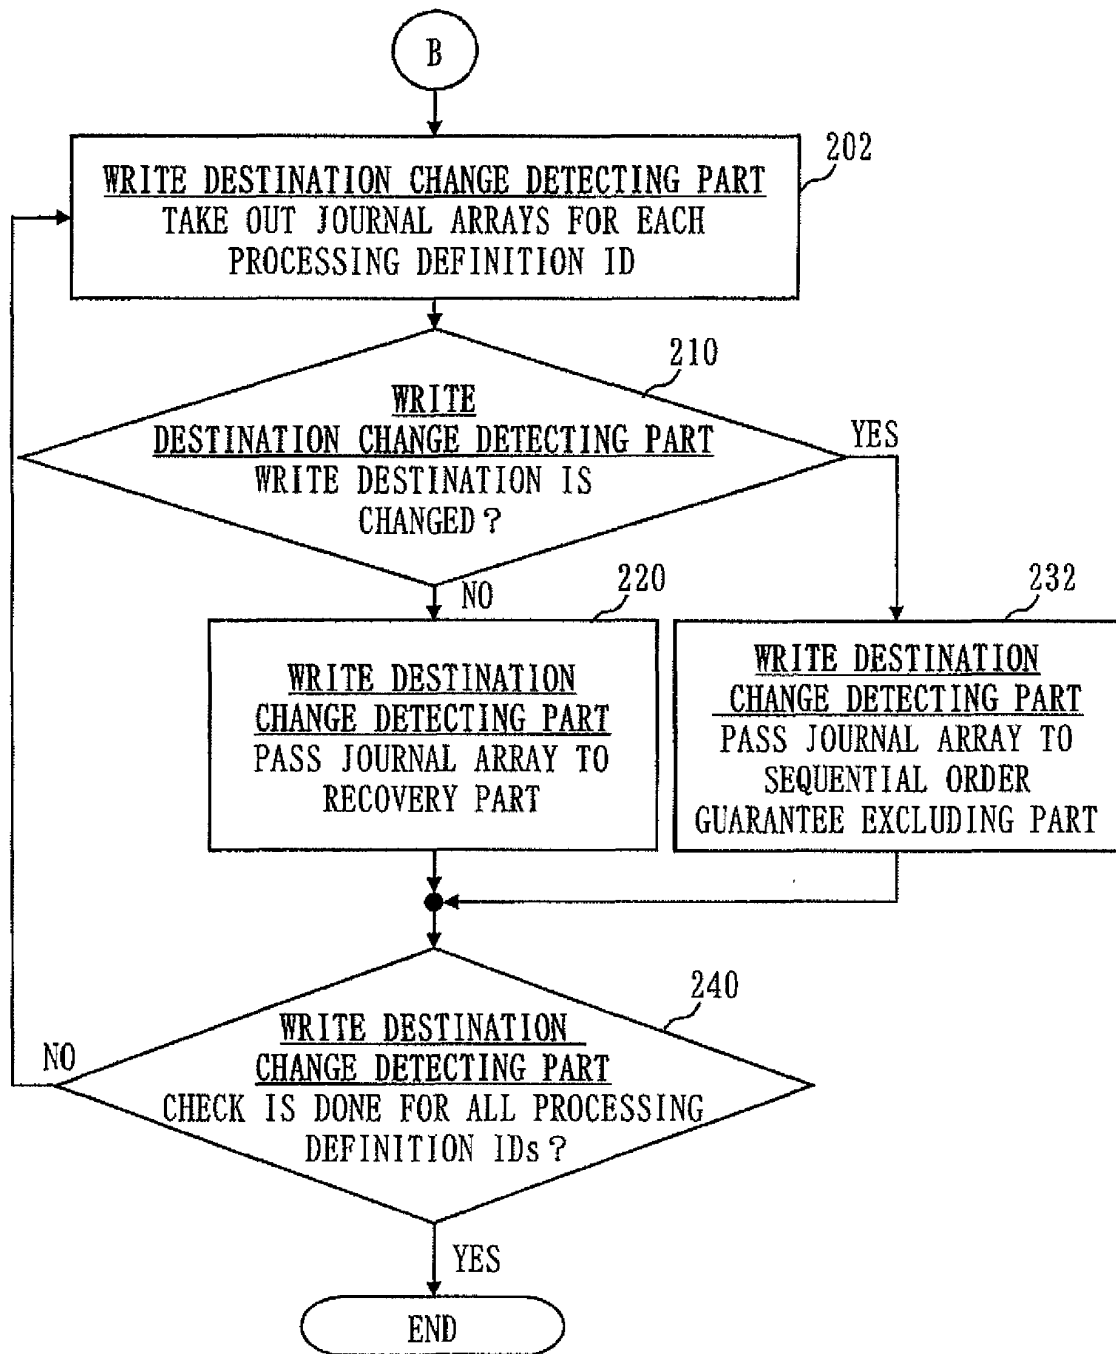 B
202
WRITE DESTINATION CHANGE DETECTING PART
TAKE OUT JOURNAL ARRAYS FOR EACH
PROCESSING DEFINITION ID
210
WRITE
DESTINATION CHANGE DETECTING PART
WRITE DESTINATION IS
CHANGED?
YES
NO
220
WRITE DESTINATION
CHANGE DETECTING PART
PASS JOURNAL ARRAY TO
RECOVERY PART
232
WRITE DESTINATION
CHANGE DETECTING PART
PASS JOURNAL ARRAY TO
SEQUENTIAL ORDER
GUARANTEE EXCLUDING PART
240
WRITE DESTINATION
CHANGE DETECTING PART
CHECK IS DONE FOR ALL PROCESSING
DEFINITION IDs?
NO
YES
END